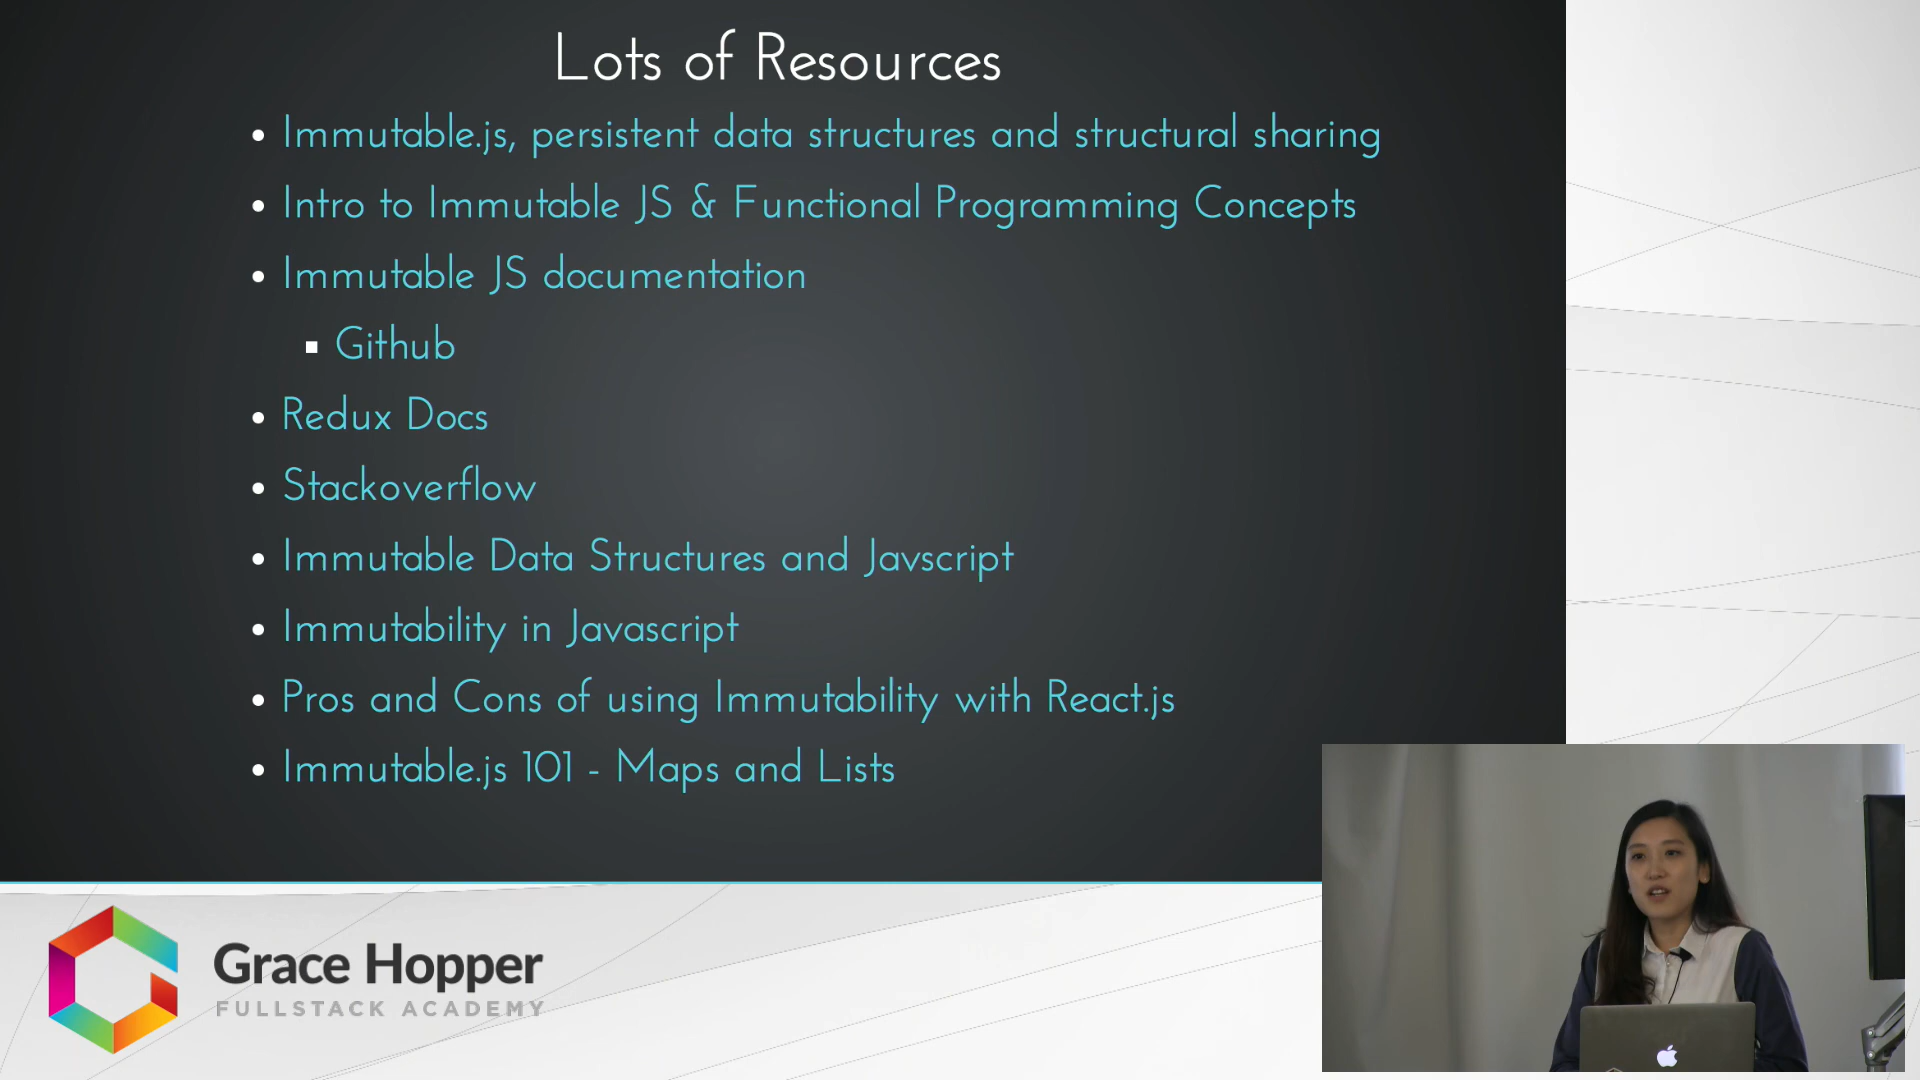 Lots of Resources
Immutable.js, persistent data structures and structural sharing
Intro to Immutable JS & Functional Programming Concepts
Immutable JS documentation
Github
Redux Docs
Stackoverflow
Immutable Data Structures and Javscript
Immutability in Javascript
Pros and Cons of using Immutability with React.js
Immutable.js 101 - Maps and Lists
Grace Hopper
FULLSTACK ACADEMY